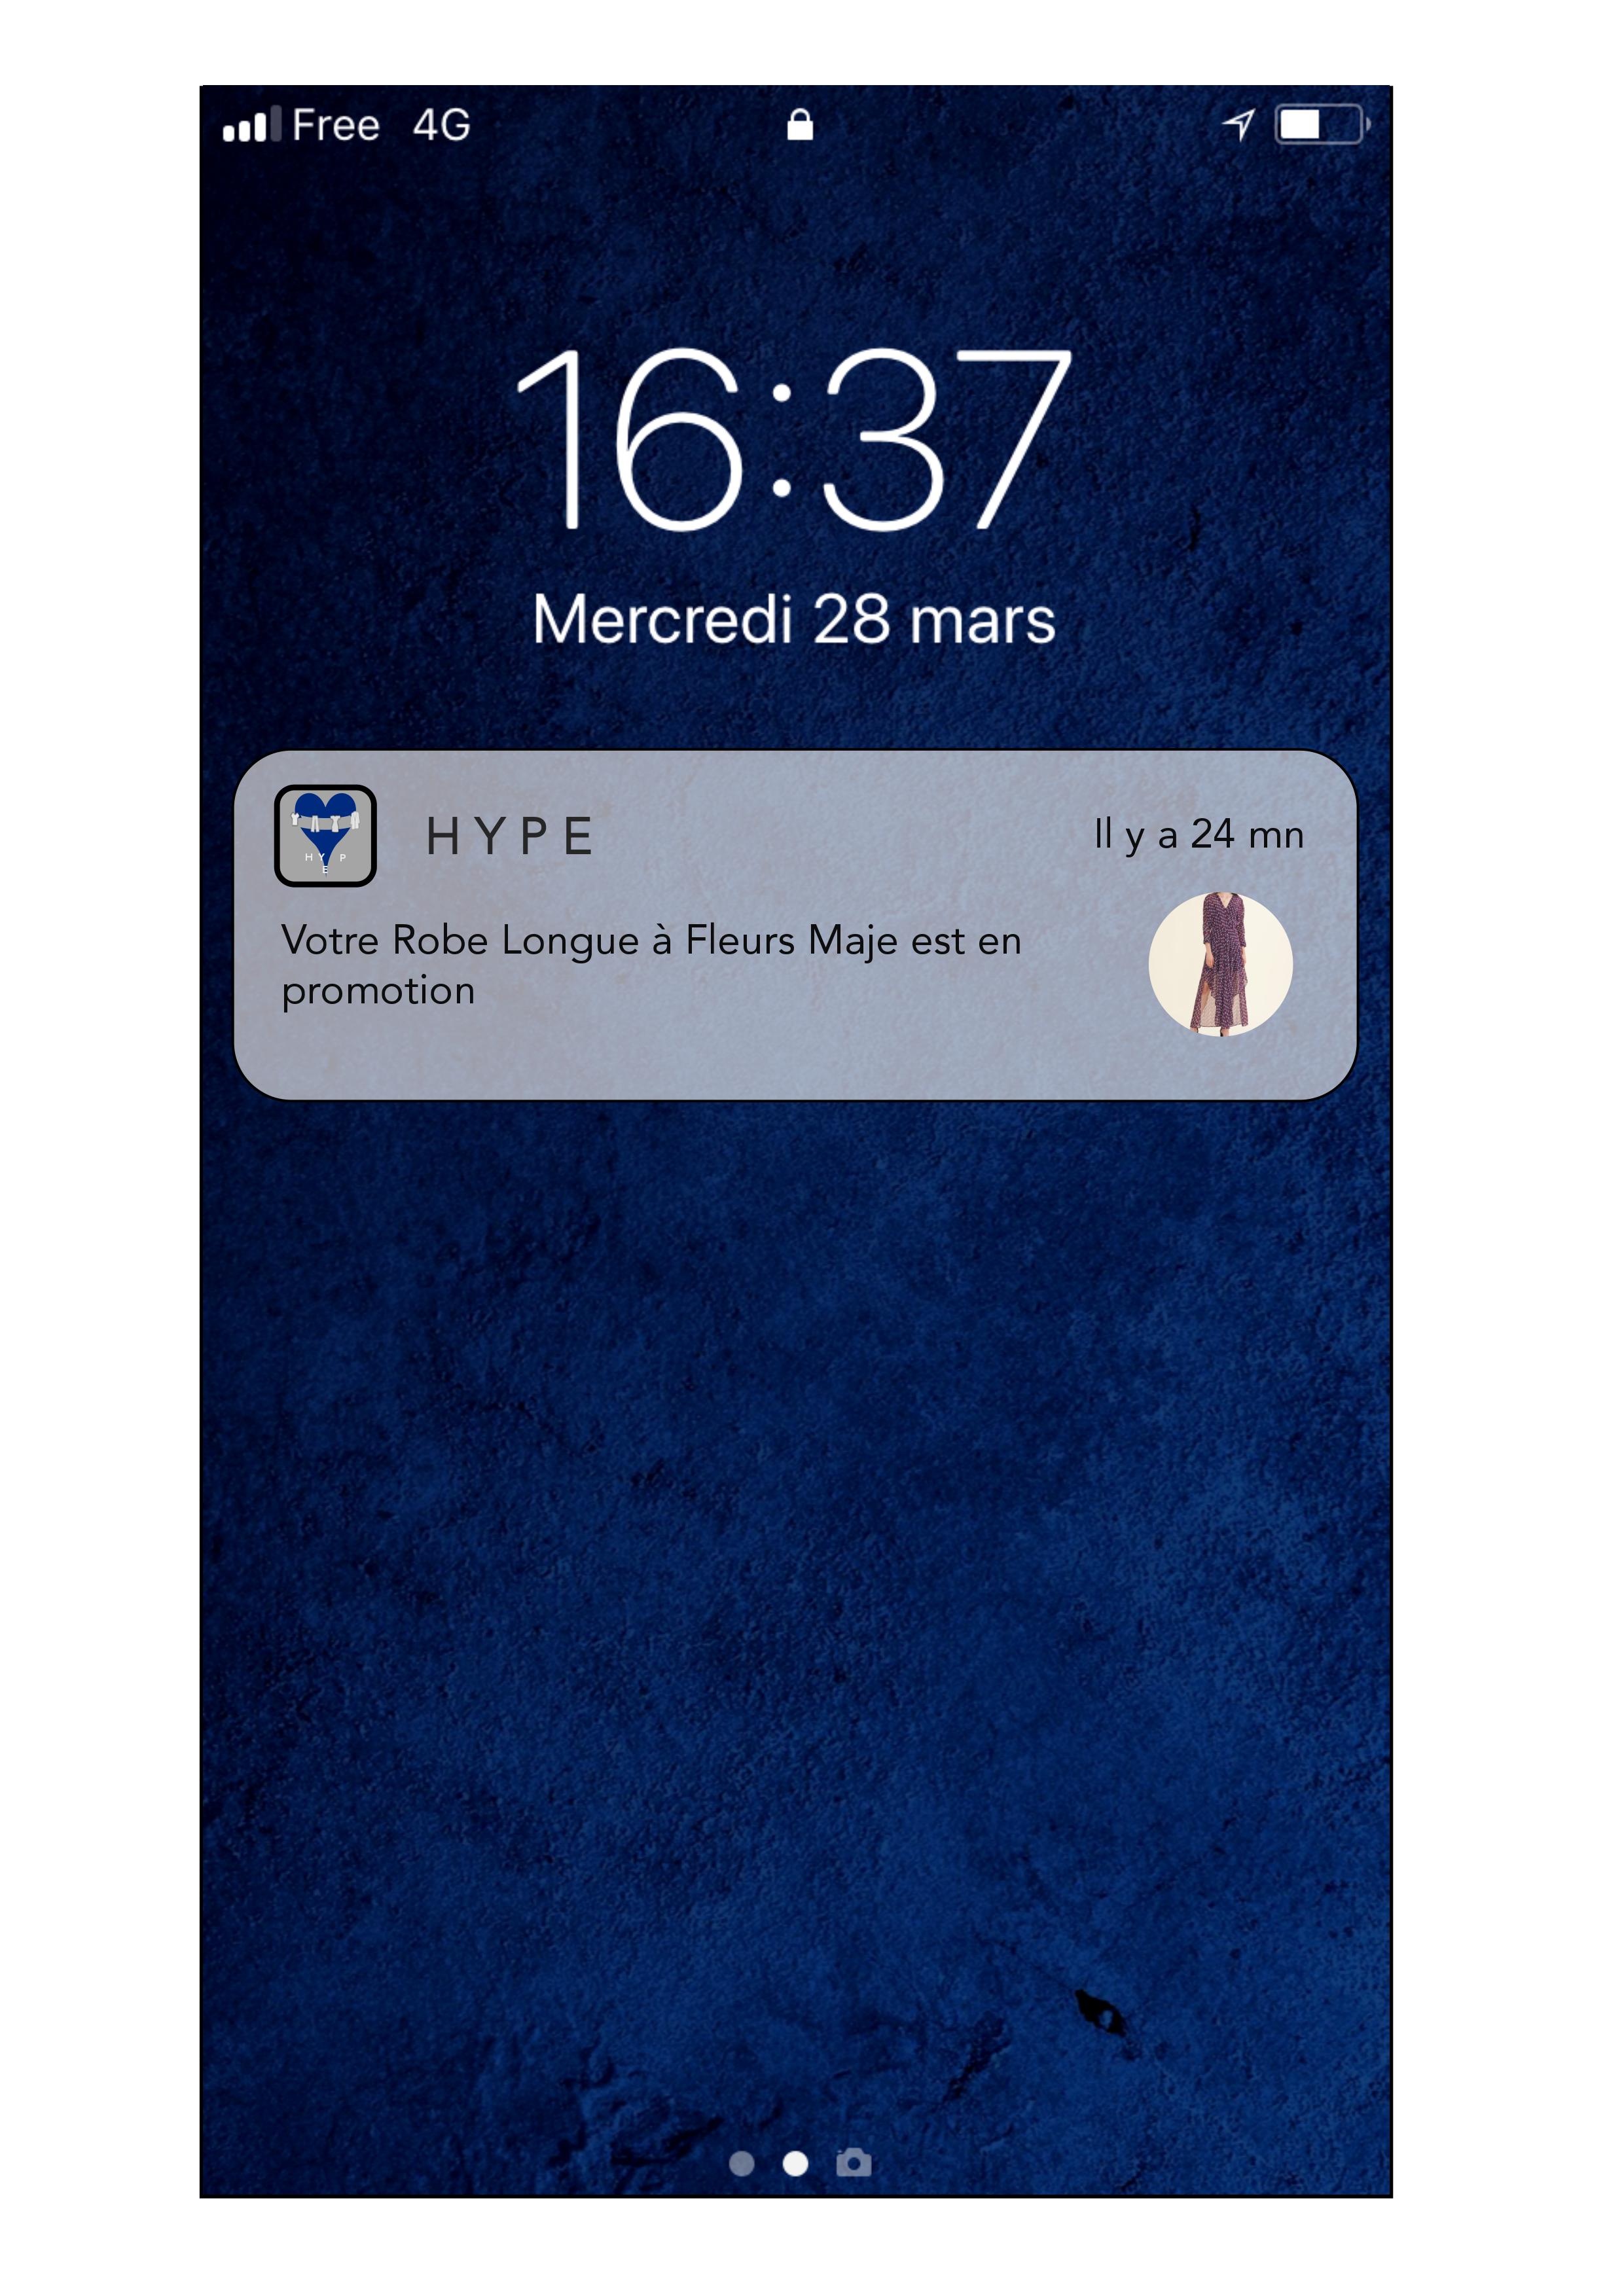 Free 4G
16:37
Mercredi 28 mars
H Y P E
HYPE
Il y a 24 mn
Votre Robe Longue à Fleurs Maje est en
promotion